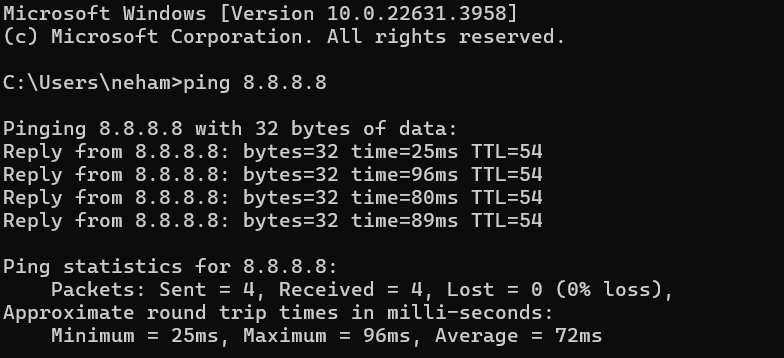 Microsoft Windows [Version 10.0.22631.3958]
(c) Microsoft Corporation. All rights reserved.
C:\Users\neham>ping 8.8.8.8
Pinging 8.8.8.8 with 32 bytes of data:
Reply from 8.8.8.8: bytes=32 time=25ms TTL=54
Reply from 8.8.8.8: bytes=32 time=96ms TTL=54
Reply from 8.8.8.8: bytes=32 time=80ms TTL=54
Reply from 8.8.8.8: bytes=32 time=89ms TTL=54
Ping statistics for 8.8.8.8:
    Packets: Sent = 4, Received = 4, Lost = 0 (0% loss),
Approximate round trip times in milli-seconds:
    Minimum = 25ms, Maximum = 96ms, Average = 72ms